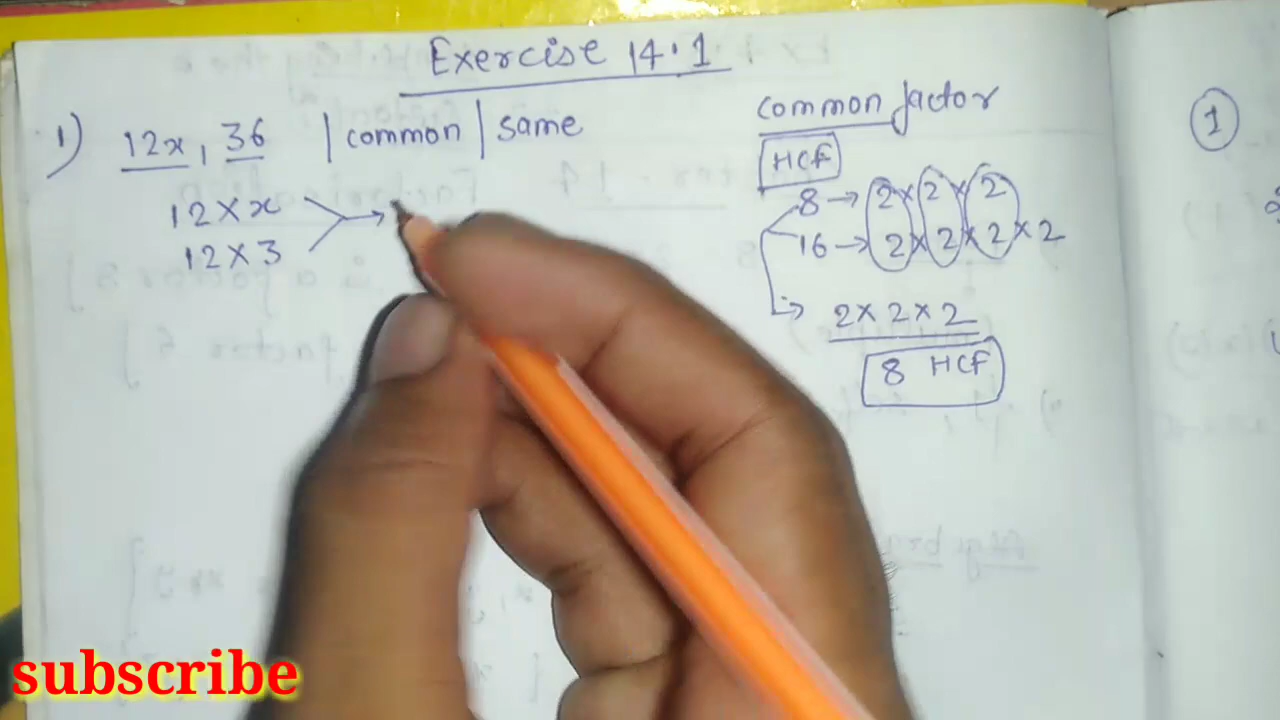 Exercise 14.1
1) 12x, 36 | common | same
12 × x
12 × 3
common factor
HCF
8 → 2 × 2 × 2
16 → 2 × 2 × 2 × 2
2 × 2 × 2
8 HCF
1
subscribe